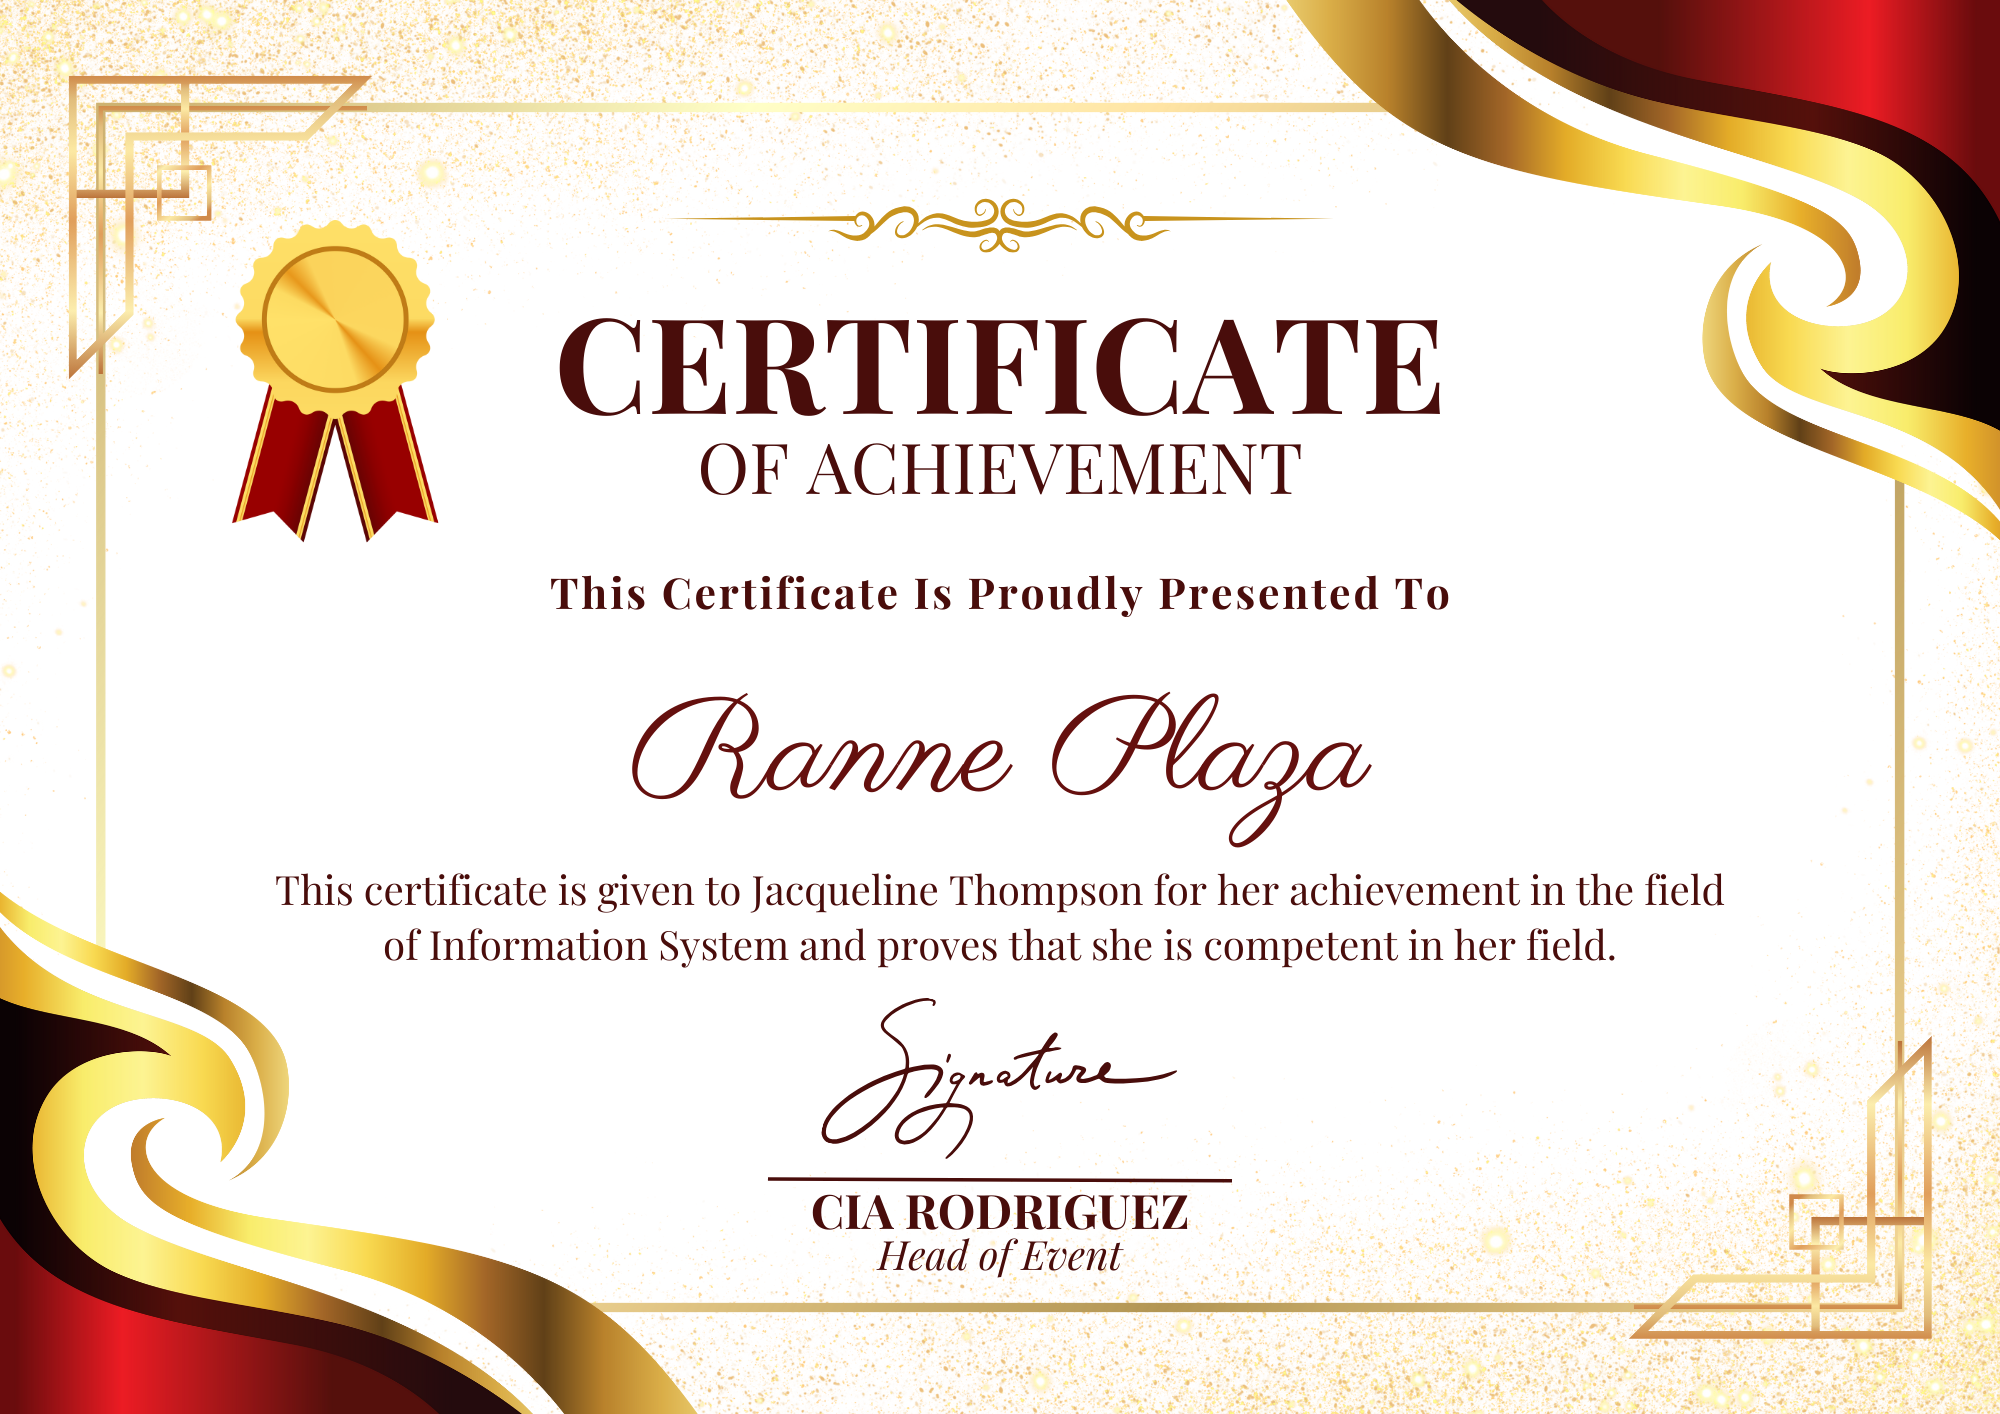 CERTIFICATE
OF ACHIEVEMENT
This Certificate Is Proudly Presented To
Ranne Plaza
This certificate is given to Jacqueline Thompson for her achievement in the field
of Information System and proves that she is competent in her field.
Signature
CIA RODRIGUEZ
Head of Event